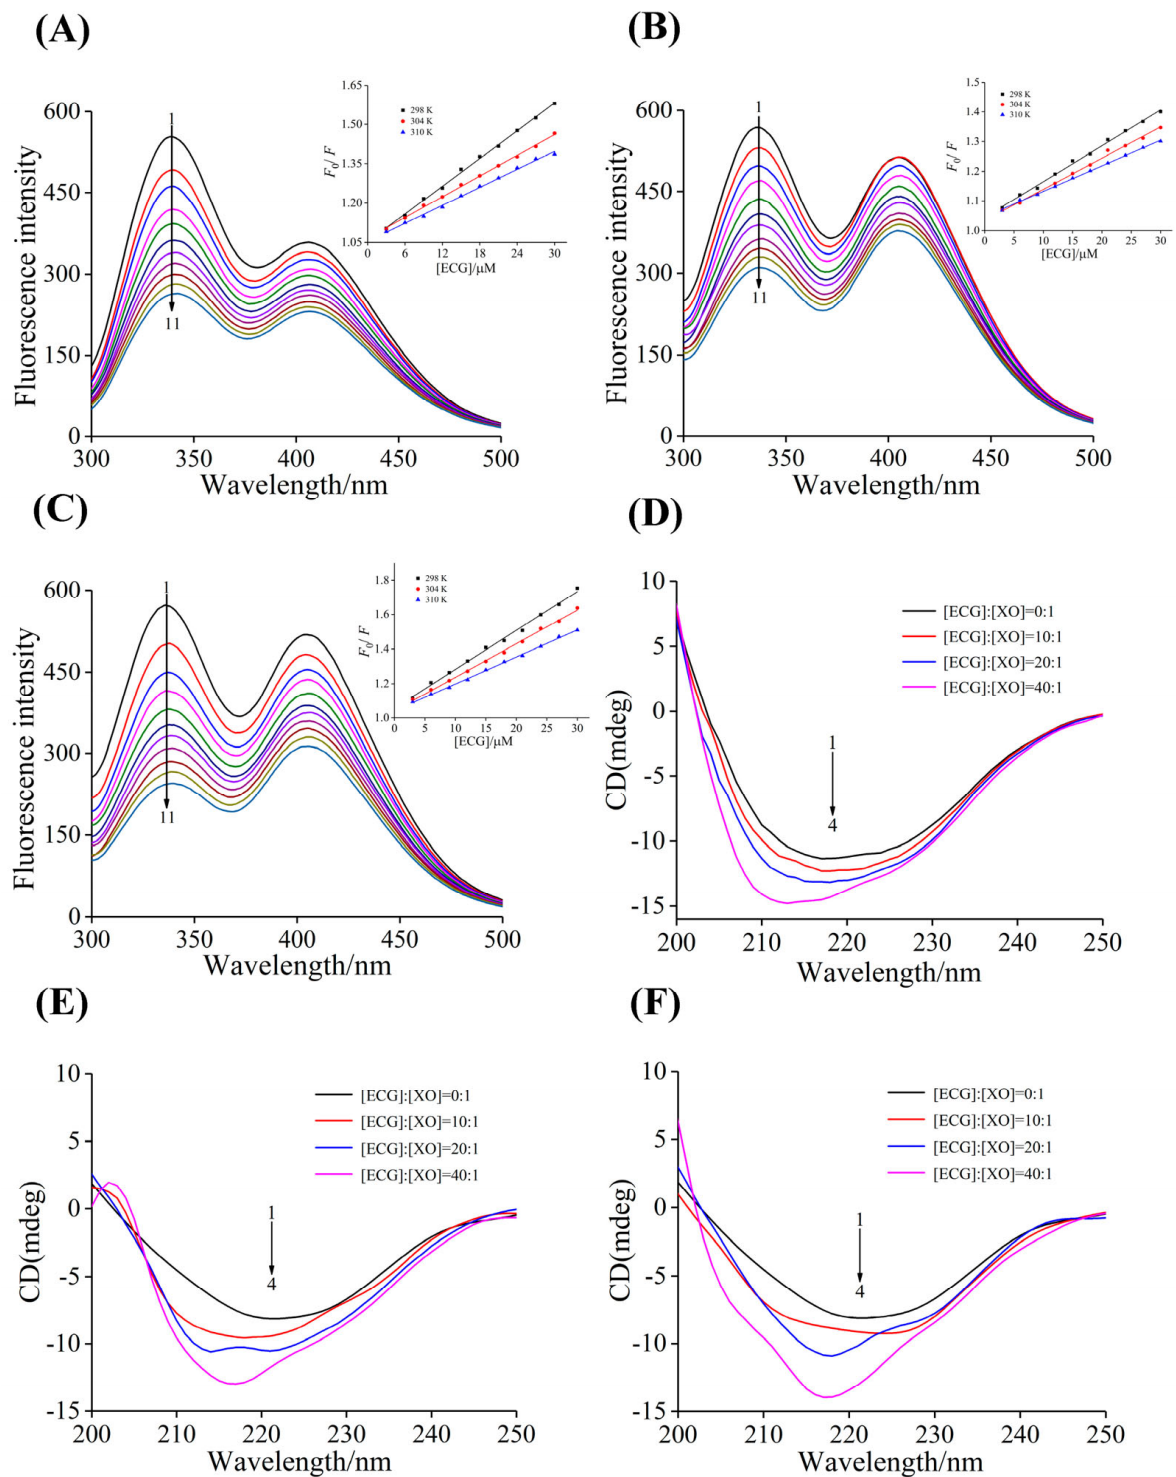 (A)
600
450
300
150
0
Fluorescence intensity
300 350 400 450 500
Wavelength/nm
1
11
1.65
1.50
1.35
1.20
1.05
F0/ F
3 6 12 18 24 30
[ECG]/μM
298 K
304 K
310 K
(B)
600
450
300
150
0
Fluorescence intensity
300 350 400 450 500
Wavelength/nm
1
11
1.5
1.4
1.3
1.2
1.1
1.0
F0/ F
0 5 10 15 20 25 30
[ECG]/μM
298 K
304 K
310 K
(C)
600
450
300
150
0
Fluorescence intensity
300 350 400 450 500
Wavelength/nm
1
11
1.8
1.6
1.4
1.2
1.0
F0/ F
0 5 10 15 20 25 30
[ECG]/μM
298 K
304 K
310 K
(D)
10
5
0
-5
-10
-15
CD(mdeg)
200 210 220 230 240 250
Wavelength/nm
[ECG]:[XO]=0:1
[ECG]:[XO]=10:1
[ECG]:[XO]=20:1
[ECG]:[XO]=40:1
1
4
(E)
10
5
0
-5
-10
-15
CD(mdeg)
200 210 220 230 240 250
Wavelength/nm
[ECG]:[XO]=0:1
[ECG]:[XO]=10:1
[ECG]:[XO]=20:1
[ECG]:[XO]=40:1
1
4
(F)
10
5
0
-5
-10
-15
CD(mdeg)
200 210 220 230 240 250
Wavelength/nm
[ECG]:[XO]=0:1
[ECG]:[XO]=10:1
[ECG]:[XO]=20:1
[ECG]:[XO]=40:1
1
4